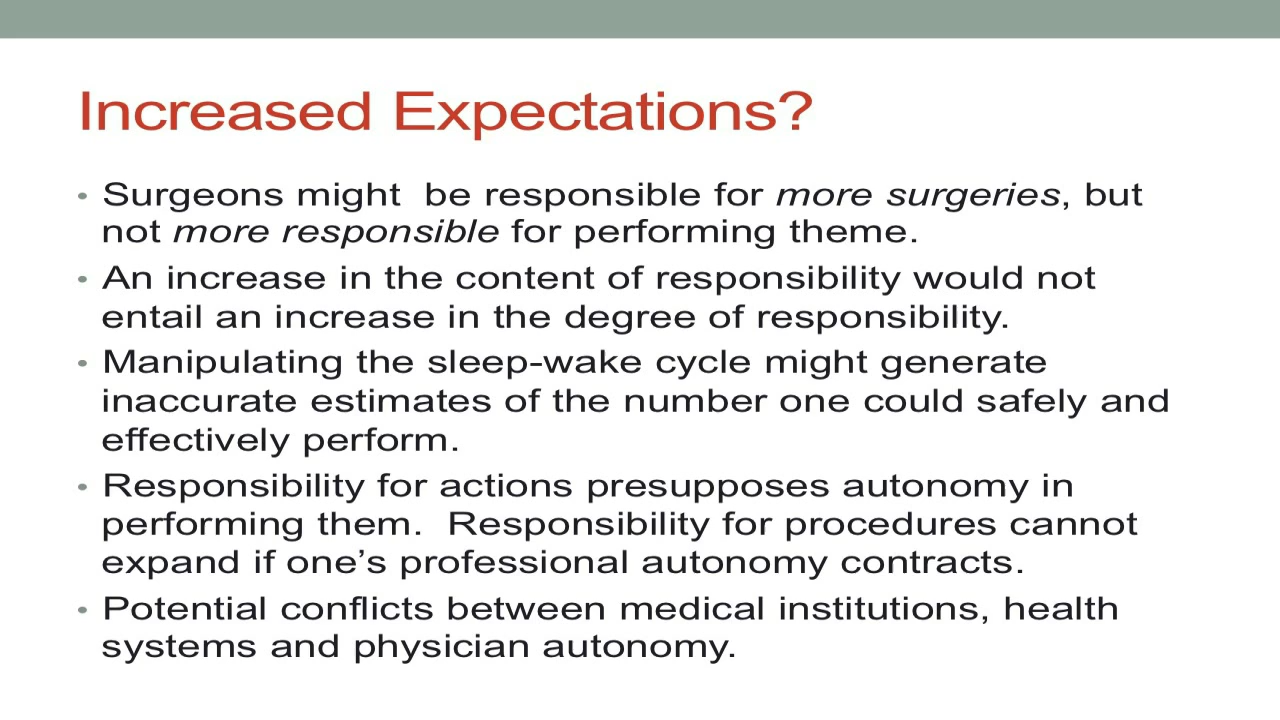 Increased Expectations?
• Surgeons might  be responsible for more surgeries, but
not more responsible for performing theme.
• An increase in the content of responsibility would not
entail an increase in the degree of responsibility.
• Manipulating the sleep-wake cycle might generate
inaccurate estimates of the number one could safely and
effectively perform.
• Responsibility for actions presupposes autonomy in
performing them.  Responsibility for procedures cannot
expand if one’s professional autonomy contracts.
• Potential conflicts between medical institutions, health
systems and physician autonomy.